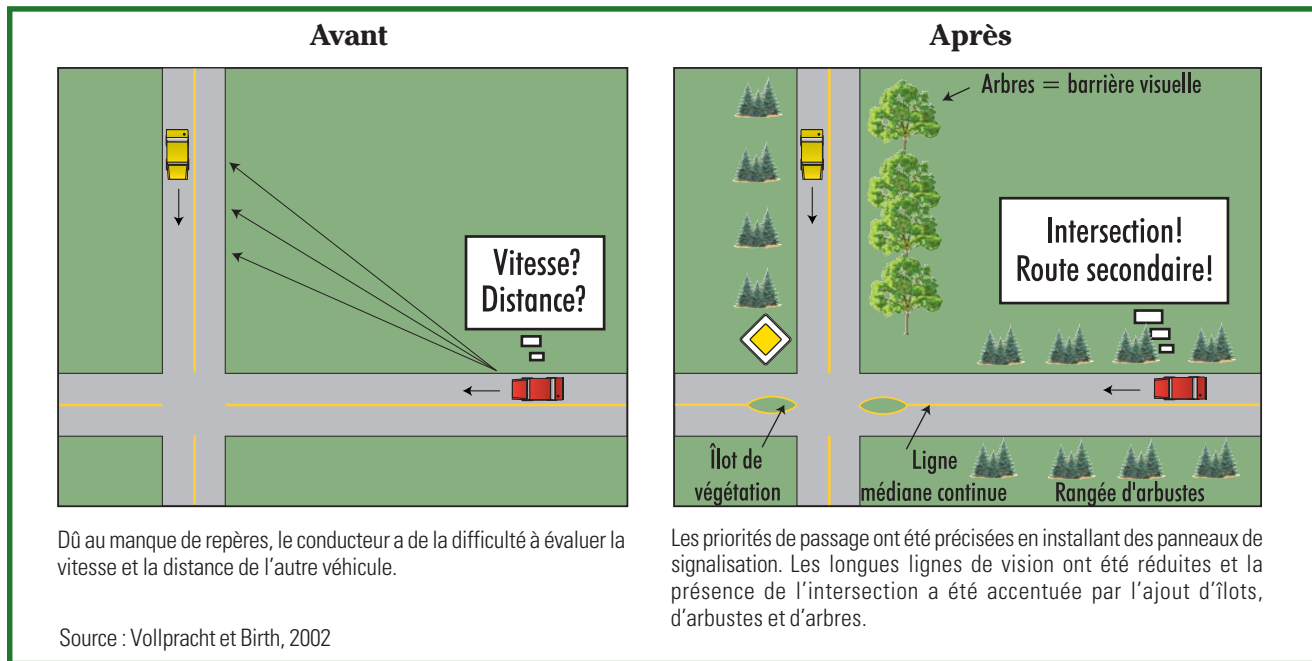 Avant
Vitesse?
Distance?
Dû au manque de repères, le conducteur a de la difficulté à évaluer la
vitesse et la distance de l'autre véhicule.
Source : Vollpracht et Birth, 2002
Après
Arbres = barrière visuelle
Intersection!
Route secondaire!
Îlot de
végétation
Ligne
médiane continue
Rangée d'arbustes
Les priorités de passage ont été précisées en installant des panneaux de
signalisation. Les longues lignes de vision ont été réduites et la
présence de l'intersection a été accentuée par l'ajout d'îlots,
d'arbustes et d'arbres.